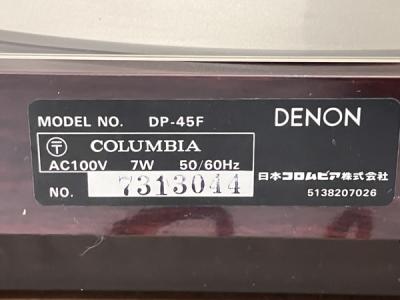 MODEL NO. DP-45F
DENON
〒 COLUMBIA
AC100V 7W 50/60Hz
日本コロムビア株式会社
NO. 7313044
5138207026